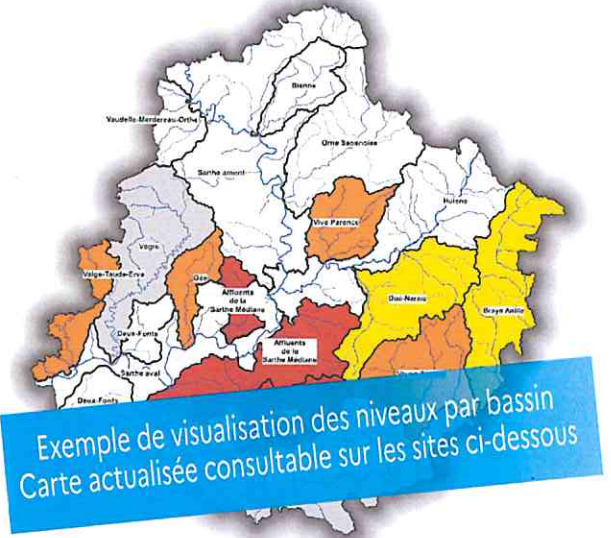 Bienne
Vaudelle-Merdereau-Orthe
Orne Saosnoise
Sarthe amont
Huisne
Vive Parence
Vègre
Gée
Vaige-Taude-Erve
Affluents
de la
Sarthe Médiane
Due-Narais
Braye Anille
Deux-Fonts
Affluents
de la
Sarthe Médiane
Sarthe aval
Deux-Fonts
Exemple de visualisation des niveaux par bassin
Carte actualisée consultable sur les sites ci-dessous